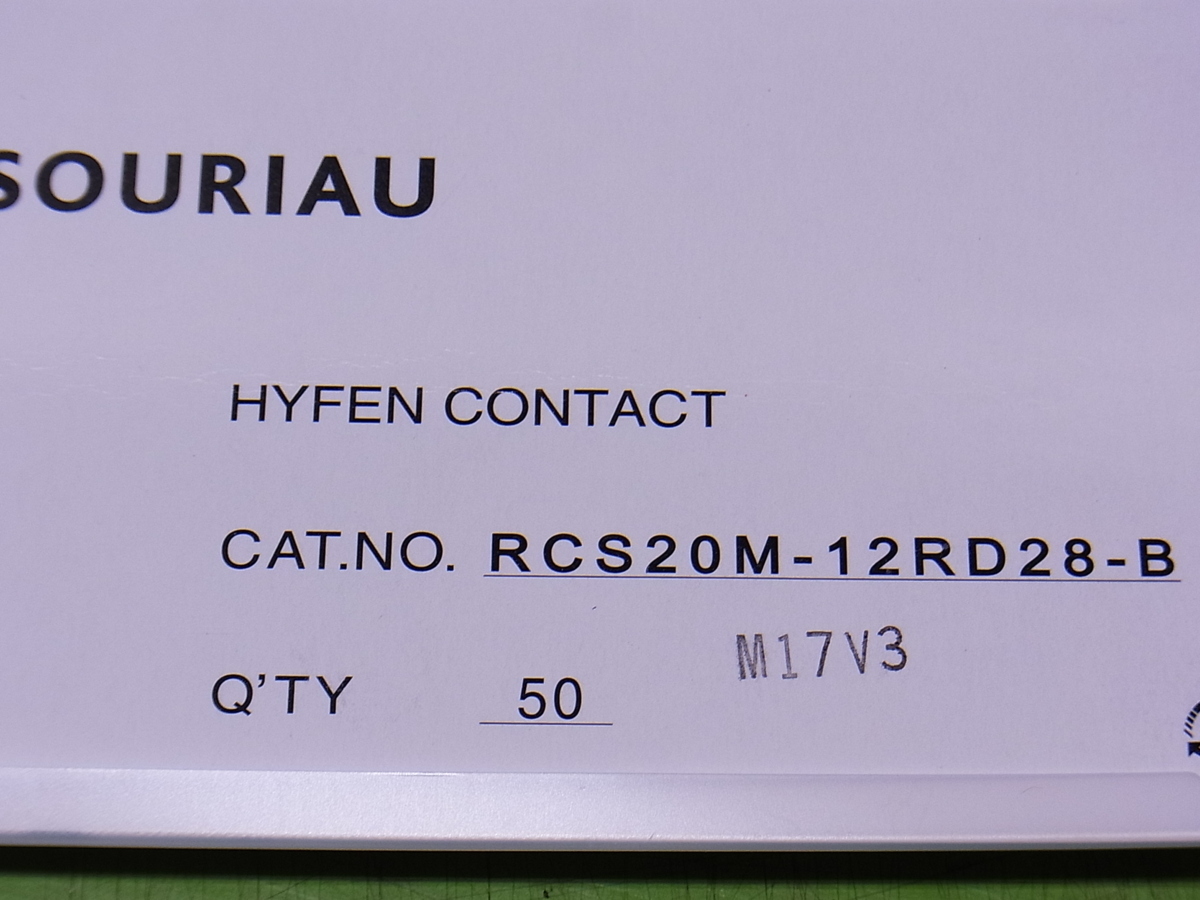 SOURIAU
HYFEN CONTACT
CAT.NO. RCS20M-12RD28-B
M17V3
Q'TY 50